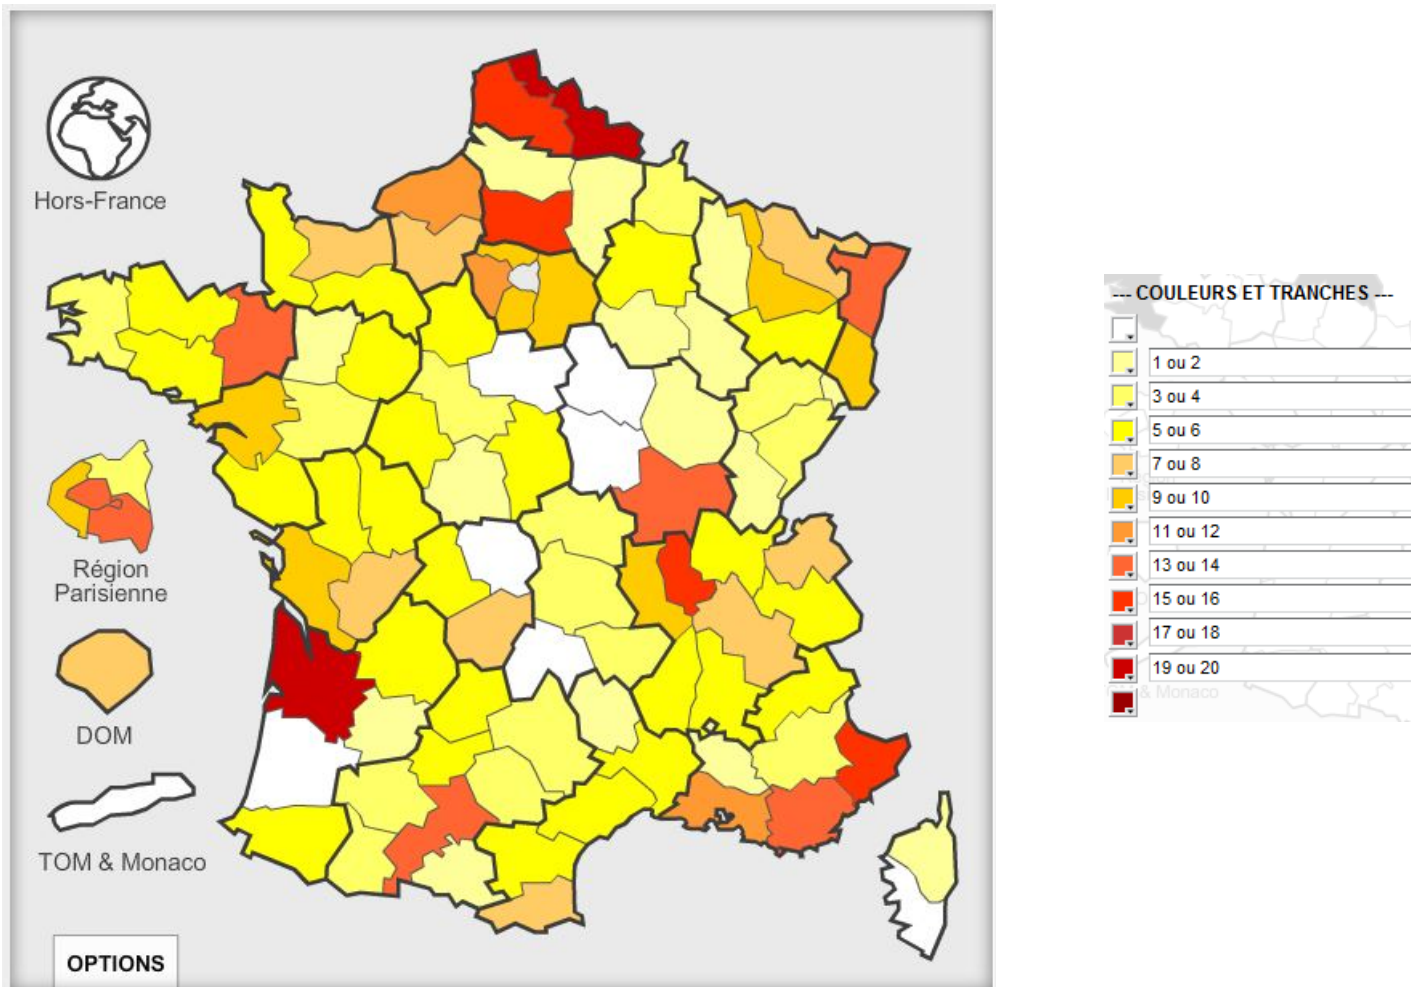 Hors-France
Région
Parisienne
DOM
TOM & Monaco
OPTIONS
--- COULEURS ET TRANCHES ---
1 ou 2
3 ou 4
5 ou 6
7 ou 8
9 ou 10
11 ou 12
13 ou 14
15 ou 16
17 ou 18
19 ou 20
& Monaco